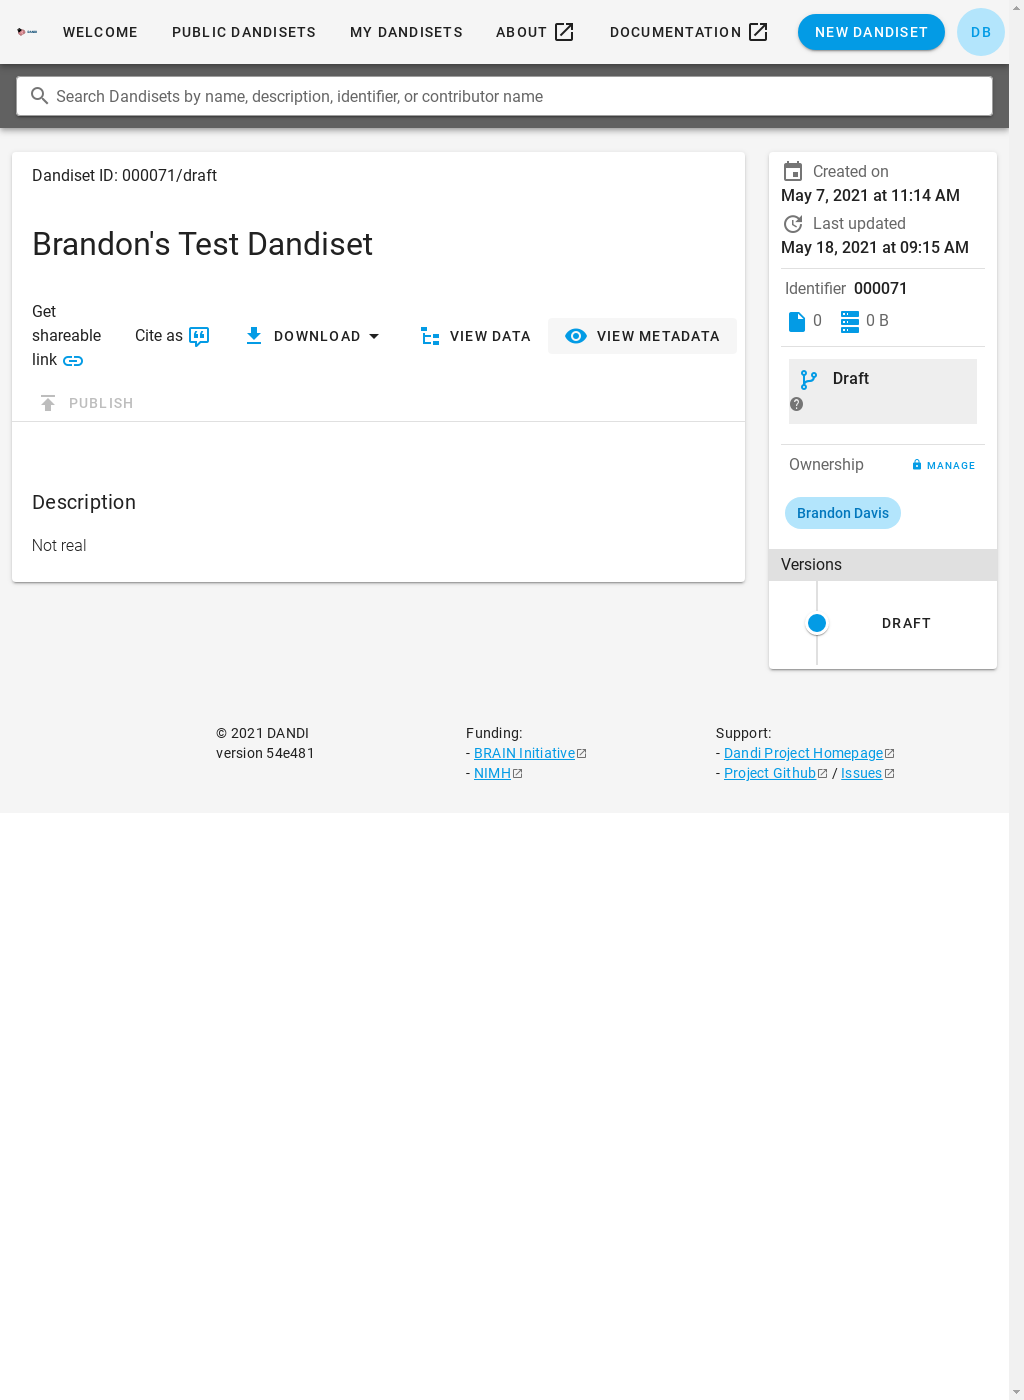 WELCOME
PUBLIC DANDISETS
MY DANDISETS
ABOUT
DOCUMENTATION
NEW DANDISET
DB
Search Dandisets by name, description, identifier, or contributor name
Dandiset ID: 000071/draft
Brandon's Test Dandiset
Get
shareable
link
Cite as
DOWNLOAD
VIEW DATA
VIEW METADATA
PUBLISH
Description
Not real
Created on
May 7, 2021 at 11:14 AM
Last updated
May 18, 2021 at 09:15 AM
Identifier 000071
0
0 B
Draft
Ownership
MANAGE
Brandon Davis
Versions
DRAFT
© 2021 DANDI
version 54e481
Funding:
- BRAIN Initiative
- NIMH
Support:
- Dandi Project Homepage
- Project Github / Issues